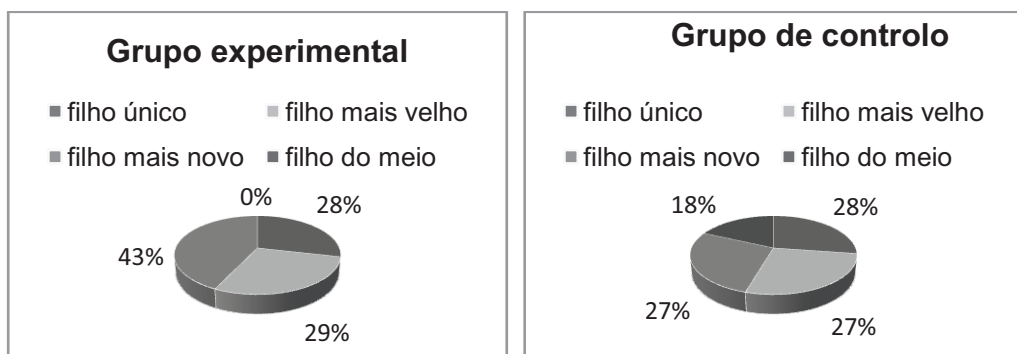 Grupo experimental
filho único filho mais velho
filho mais novo filho do meio
0% 28%
43%
29%
Grupo de controlo
filho único filho mais velho
filho mais novo filho do meio
18% 28%
27% 27%